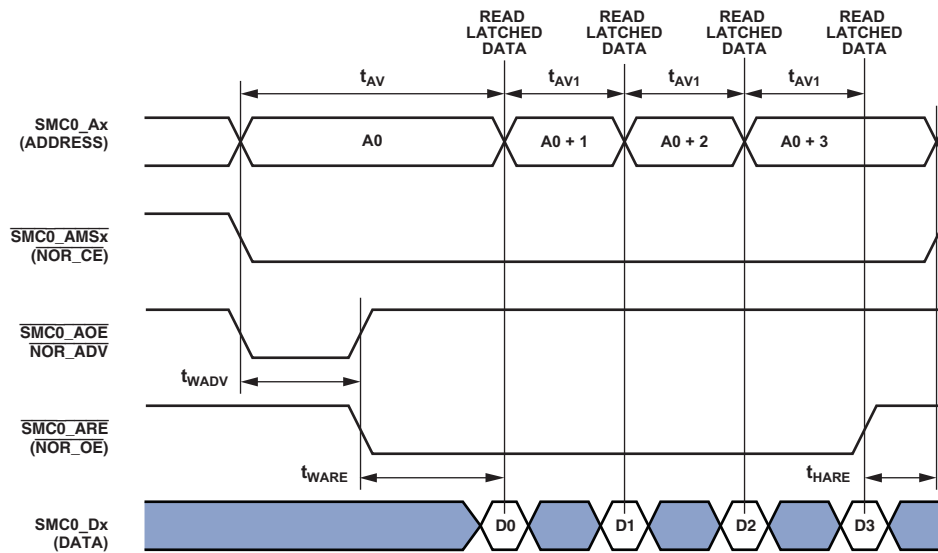 READ LATCHED DATA
READ LATCHED DATA
READ LATCHED DATA
READ LATCHED DATA
tAV
tAV1
tAV1
tAV1
SMC0_Ax
(ADDRESS)
A0
A0 + 1
A0 + 2
A0 + 3
SMC0_AMSx
(NOR_CE)
SMC0_AOE
NOR_ADV
tWADV
SMC0_ARE
(NOR_OE)
tWARE
tHARE
SMC0_Dx
(DATA)
D0
D1
D2
D3